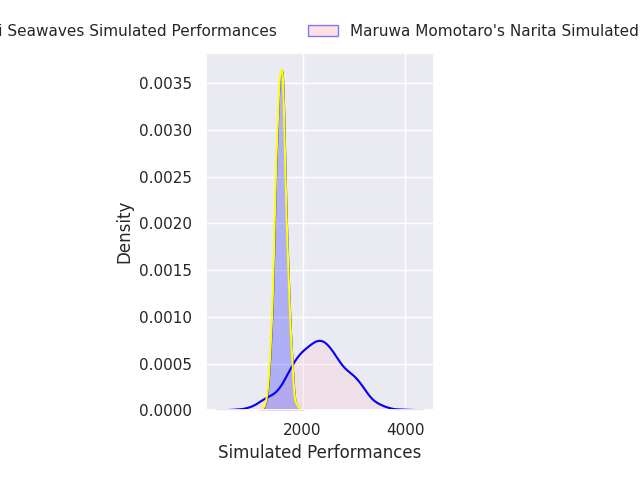 i Seawaves Simulated Performances
Maruwa Momotaro's Narita Simulated
0.0035
0.0030
0.0025
0.0020
0.0015
0.0010
0.0005
0.0000
Density
2000
4000
Simulated Performances